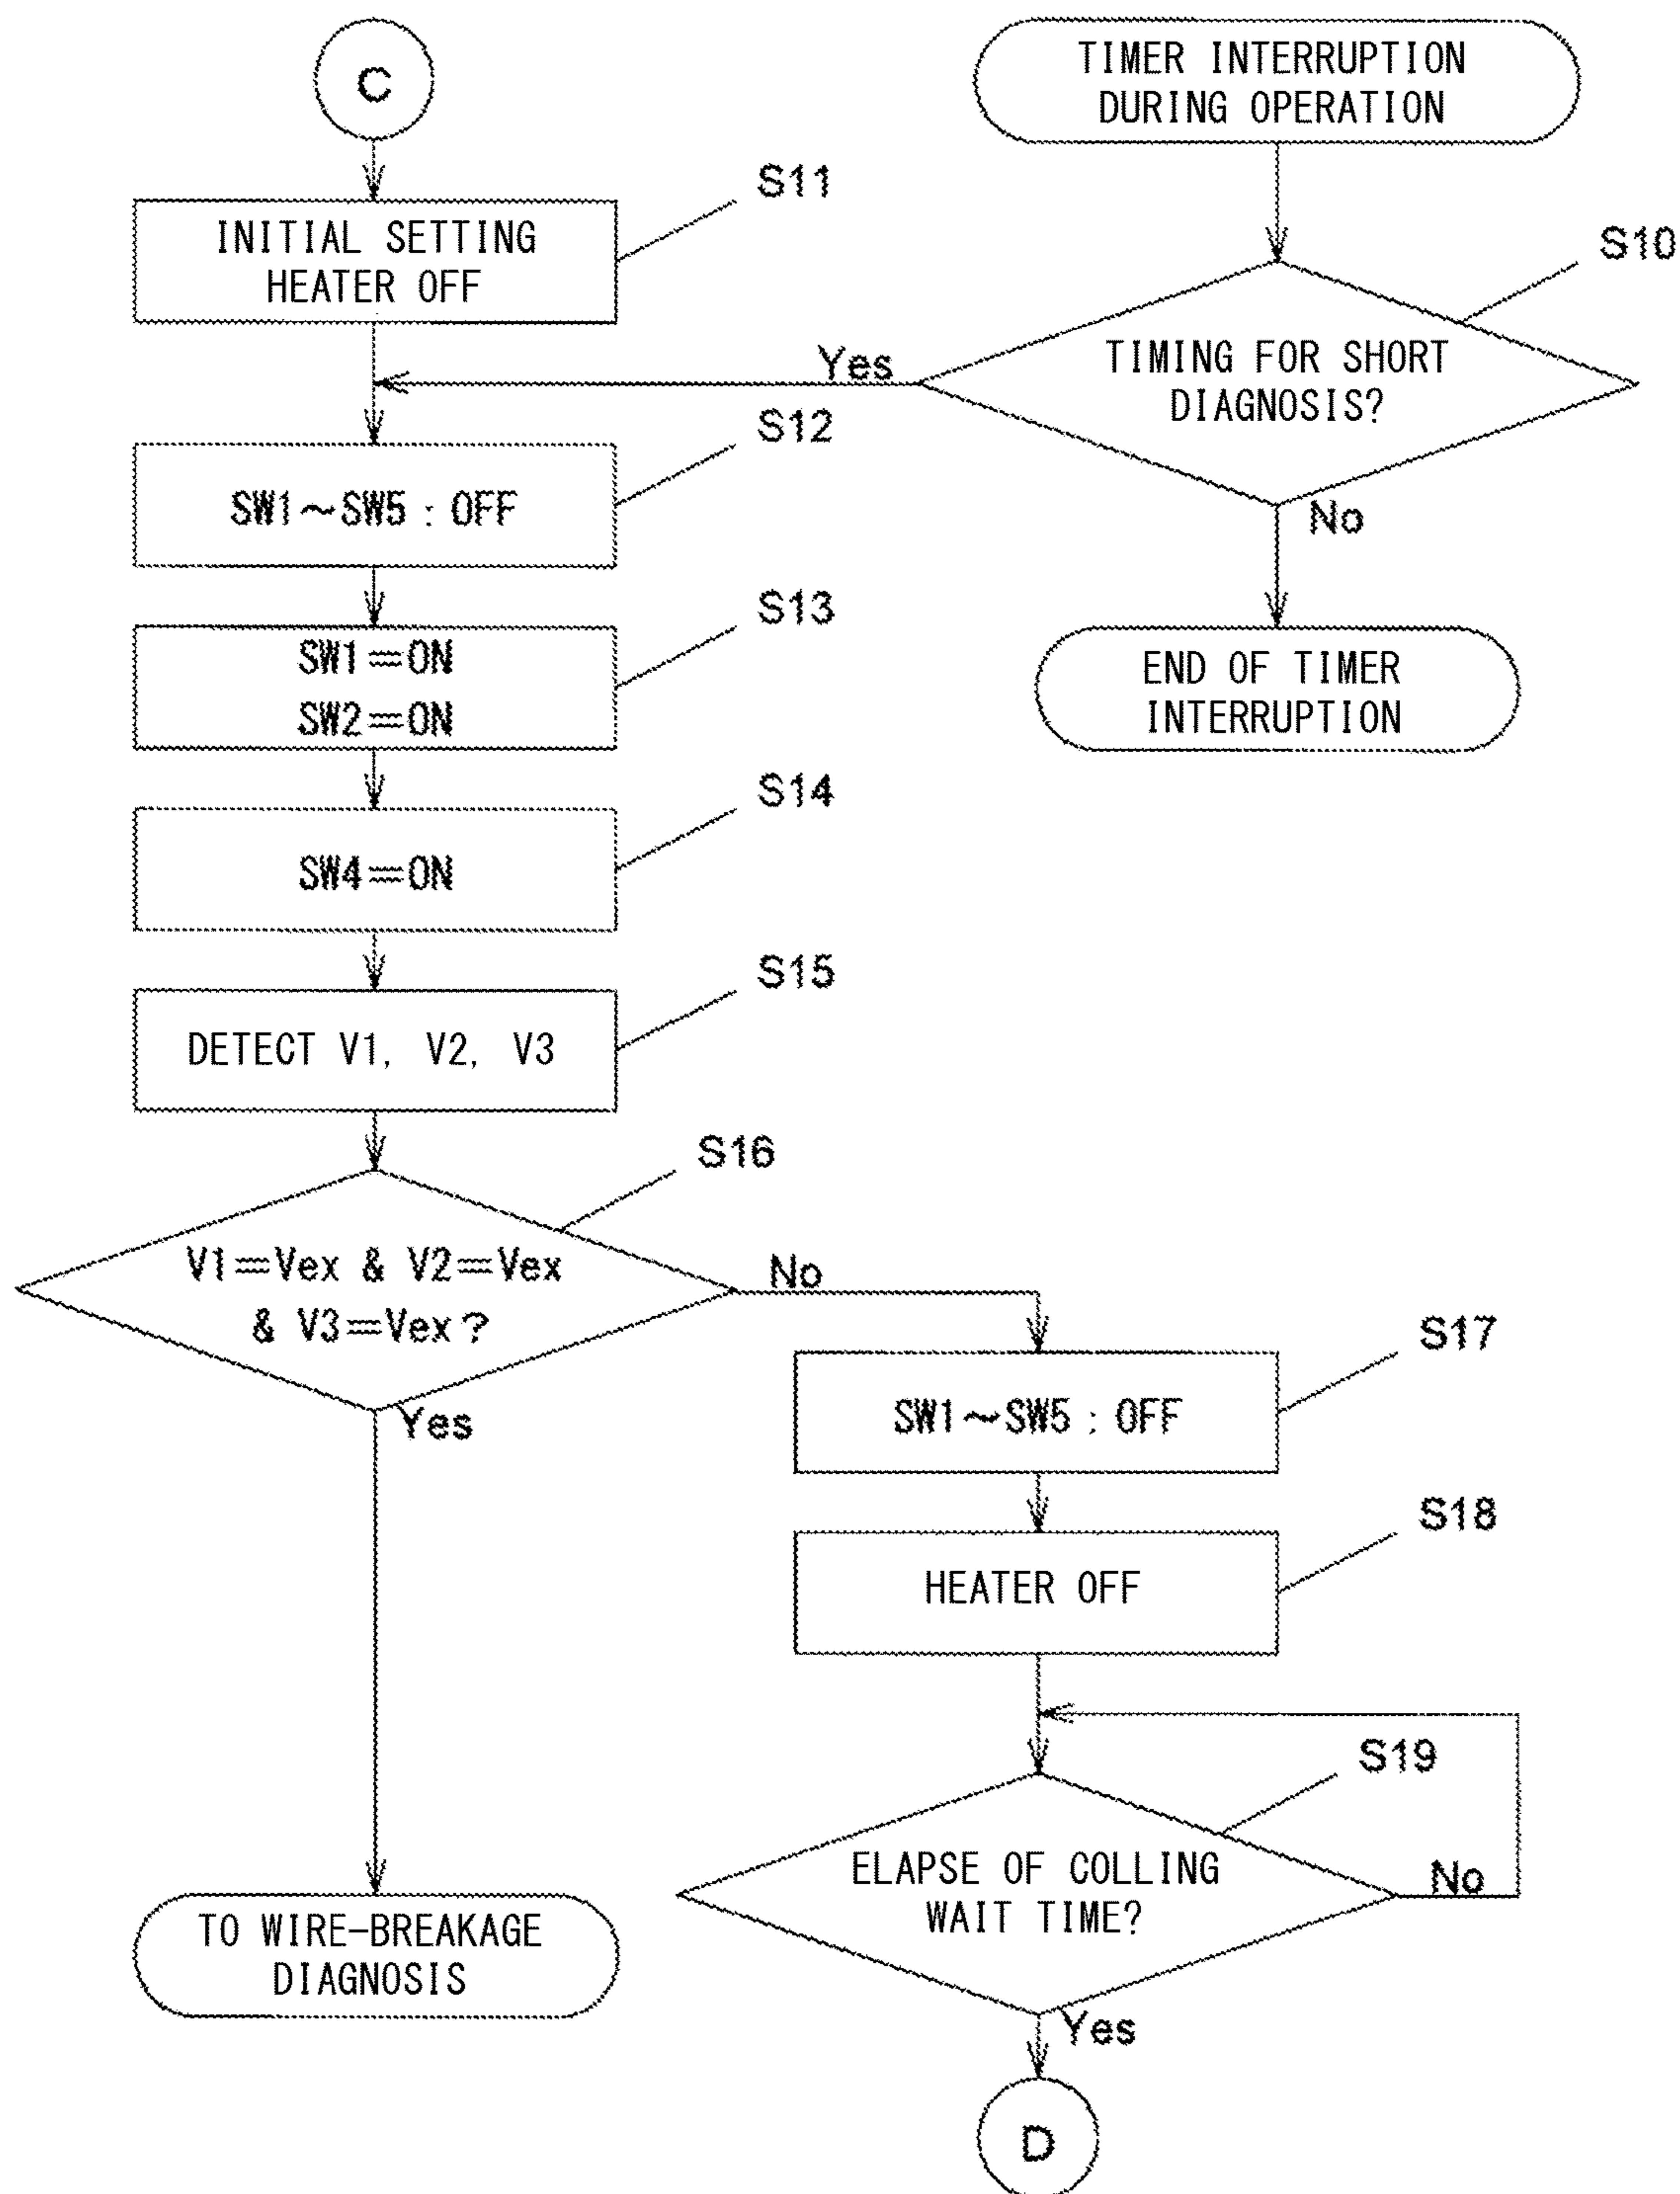 C
S11
INITIAL SETTING
HEATER OFF
TIMER INTERRUPTION
DURING OPERATION
S10
TIMING FOR SHORT
DIAGNOSIS?
Yes
No
END OF TIMER
INTERRUPTION
S12
SW1~SW5 : OFF
S13
SW1=ON
SW2=ON
S14
SW4=ON
S15
DETECT V1, V2, V3
S16
V1=Vex & V2=Vex
& V3=Vex?
No
Yes
S17
SW1~SW5 : OFF
S18
HEATER OFF
S19
ELAPSE OF COLLING
WAIT TIME?
No
Yes
TO WIRE-BREAKAGE
DIAGNOSIS
D